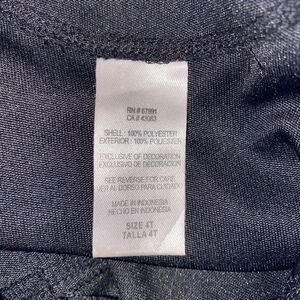 RN # 67991
CA # 43063
SHELL : 100% POLYESTER
EXTERIOR : 100% POLIESTER
EXCLUSIVE OF DECORATION
EXCLUSIVO DE DECORACION
SEE REVERSE FOR CARE
VER AL DORSO PARA CUIDADO
MADE IN INDONESIA
HECHO EN INDONESIA
SIZE 4T
TALLA 4T